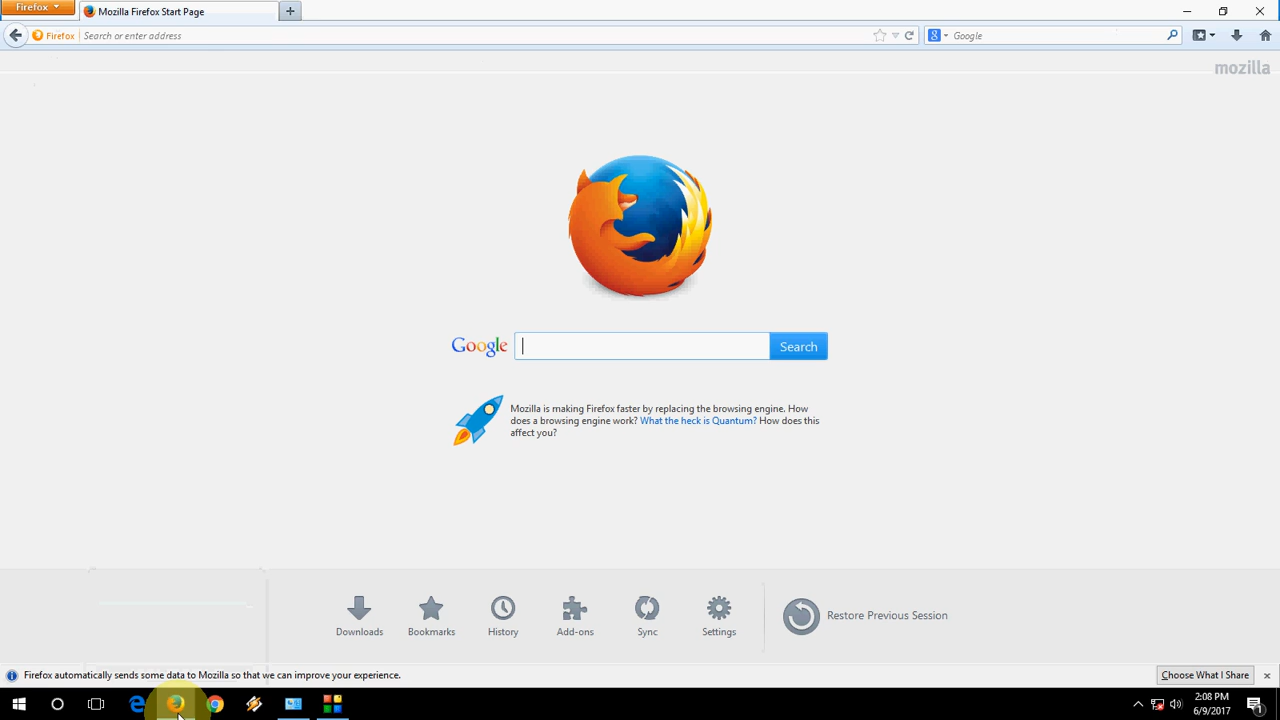 Firefox
Mozilla Firefox Start Page
Firefox
Search or enter address
Google
mozilla
Google
Search
Mozilla is making Firefox faster by replacing the browsing engine. How
does a browsing engine work? What the heck is Quantum? How does this
affect you?
Downloads
Bookmarks
History
Add-ons
Sync
Settings
Restore Previous Session
Firefox automatically sends some data to Mozilla so that we can improve your experience.
Choose What I Share
2:08 PM
6/9/2017
1